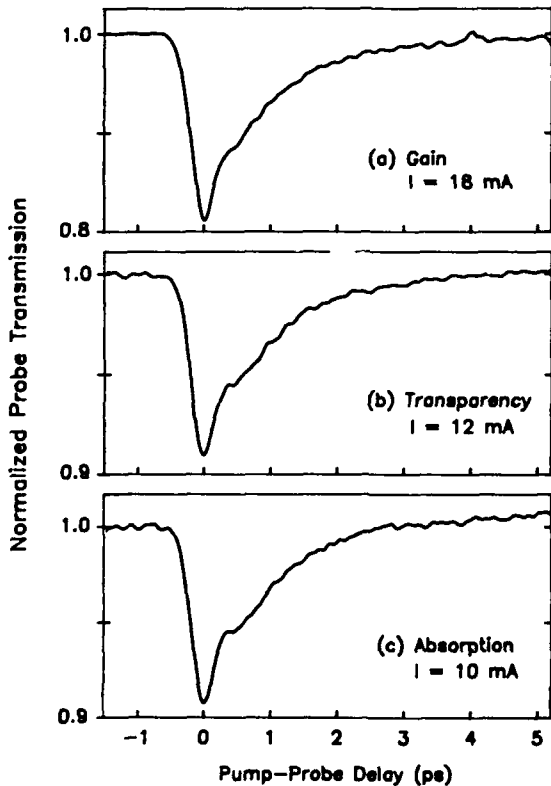 Normalized Probe Transmission
1.0
0.8
(a) Gain
I = 18 mA
1.0
0.9
(b) Transparency
I = 12 mA
1.0
0.9
(c) Absorption
I = 10 mA
-1 0 1 2 3 4 5
Pump-Probe Delay (ps)